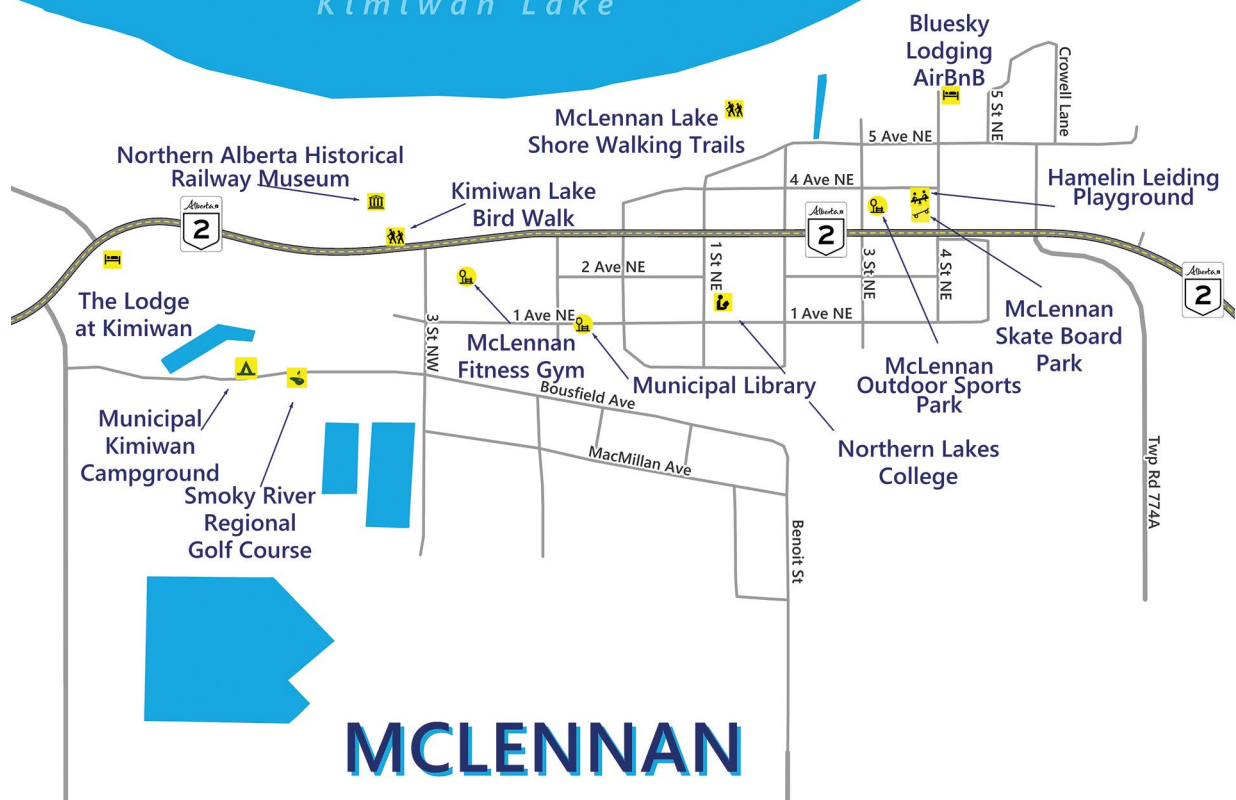 Kimiwan Lake
Bluesky
Lodging
AirBnB
5 St NE
Crowell Lane
McLennan Lake
Shore Walking Trails
5 Ave NE
Northern Alberta Historical
Railway Museum
Kimiwan Lake
Bird Walk
4 Ave NE
Hamelin Leiding
Playground
Alberta
2
Alberta
2
Alberta
2
The Lodge
at Kimiwan
2 Ave NE
1 St NE
3 St NE
4 St NE
1 Ave NE
1 Ave NE
3 St NW
McLennan
Fitness Gym
Municipal Library
McLennan
Outdoor Sports
Park
McLennan
Skate Board
Park
Bousfield Ave
MacMillan Ave
Municipal
Kimiwan
Campground
Smoky River
Regional
Golf Course
Northern Lakes
College
Benoit St
Twp Rd 774A
MCLENNAN